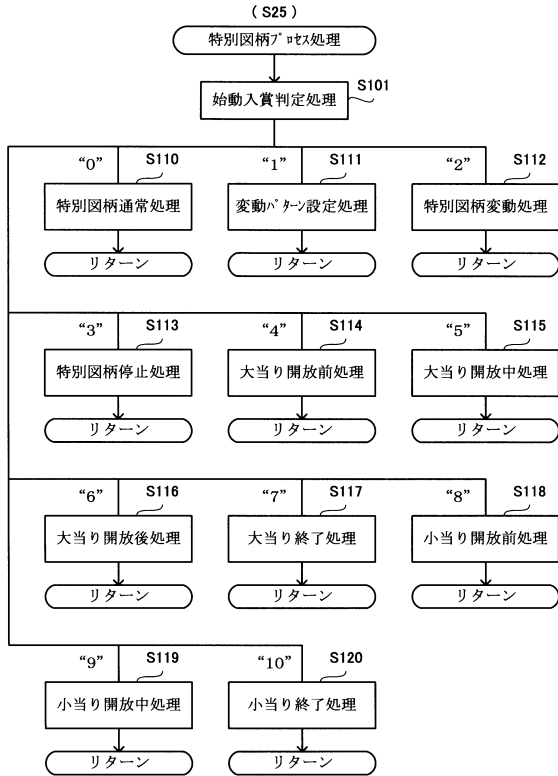 (S25)
特別図柄ﾌﾟﾛｾｽ処理
S101
始動入賞判定処理
“0” S110 “1” S111 “2” S112
特別図柄通常処理 変動ﾊﾟﾀｰﾝ設定処理 特別図柄変動処理
リターン リターン リターン
“3” S113 “4” S114 “5” S115
特別図柄停止処理 大当り開放前処理 大当り開放中処理
リターン リターン リターン
“6” S116 “7” S117 “8” S118
大当り開放後処理 大当り終了処理 小当り開放前処理
リターン リターン リターン
“9” S119 “10” S120
小当り開放中処理 小当り終了処理
リターン リターン